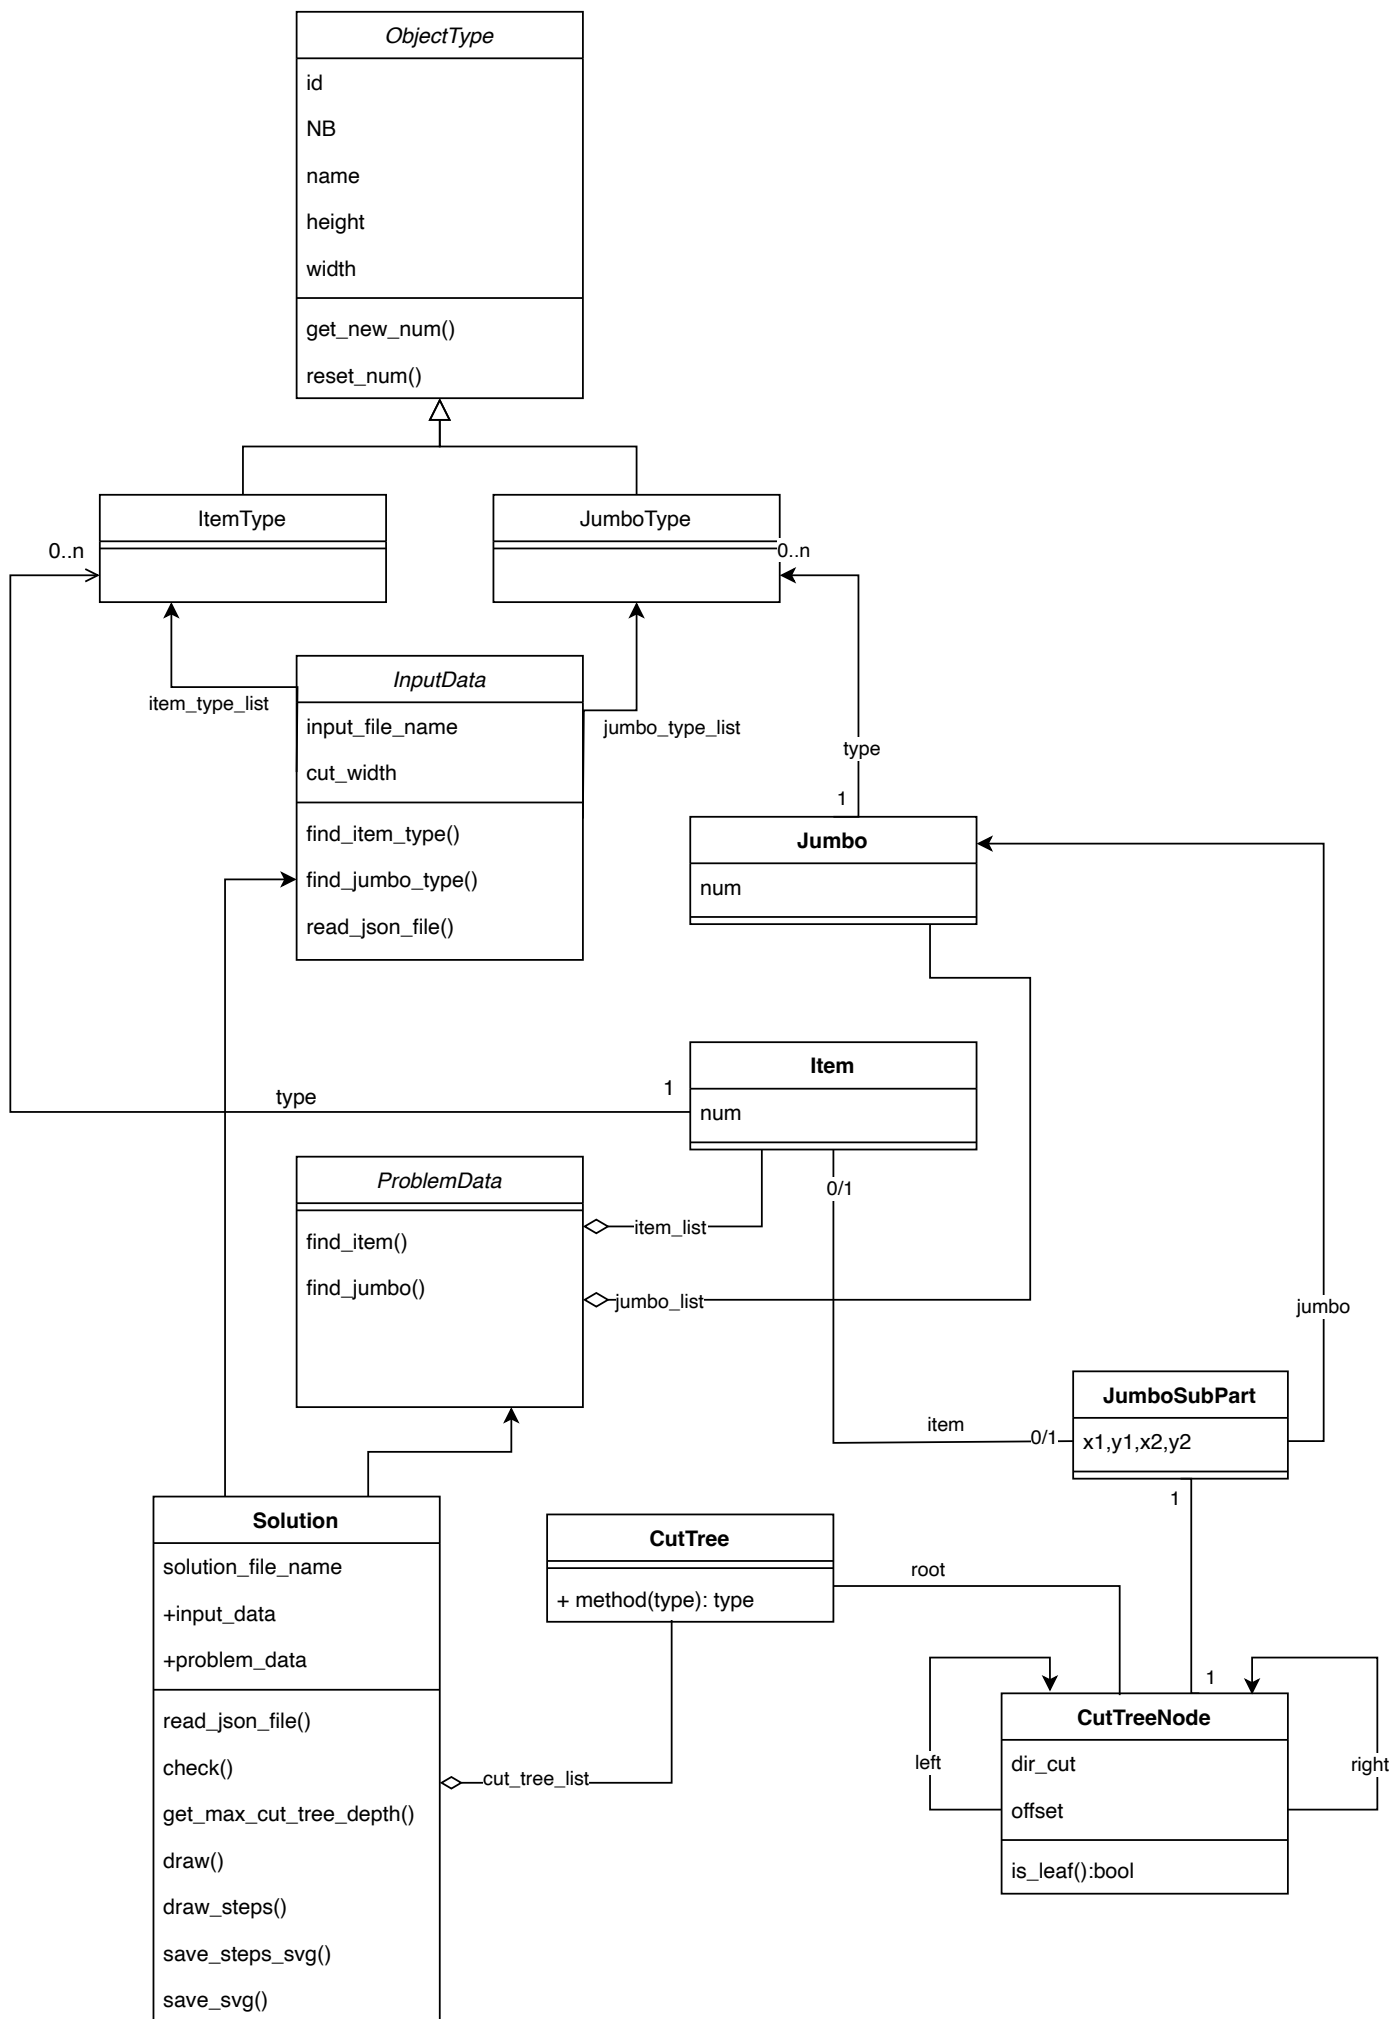 ObjectType
id
NB
name
height
width
get_new_num()
reset_num()
ItemType
JumboType
0..n
0..n
InputData
item_type_list
input_file_name
jumbo_type_list
cut_width
type
1
find_item_type()
Jumbo
find_jumbo_type()
num
read_json_file()
Item
type
1
num
ProblemData
0/1
item_list
find_item()
find_jumbo()
jumbo_list
jumbo
JumboSubPart
item
0/1
x1,y1,x2,y2
1
Solution
CutTree
solution_file_name
root
+ method(type): type
+input_data
+problem_data
1
CutTreeNode
read_json_file()
left
dir_cut
right
check()
cut_tree_list
get_max_cut_tree_depth()
offset
draw()
is_leaf():bool
draw_steps()
save_steps_svg()
save_svg()